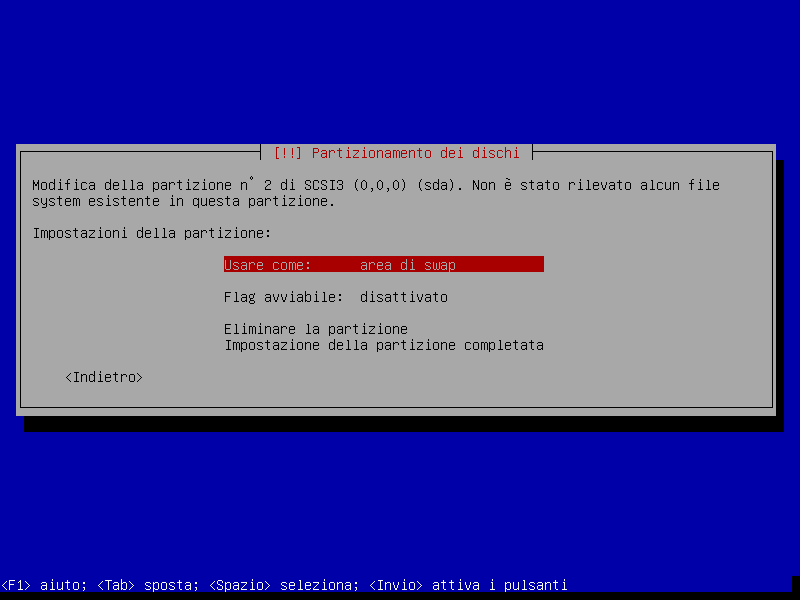 [!!] Partizionamento dei dischi
Modifica della partizione n° 2 di SCSI3 (0,0,0) (sda). Non è stato rilevato alcun file
system esistente in questa partizione.
Impostazioni della partizione:
Usare come: area di swap
Flag avviabile: disattivato
Eliminare la partizione
Impostazione della partizione completata
<Indietro>
<F1> aiuto; <Tab> sposta; <Spazio> seleziona; <Invio> attiva i pulsanti